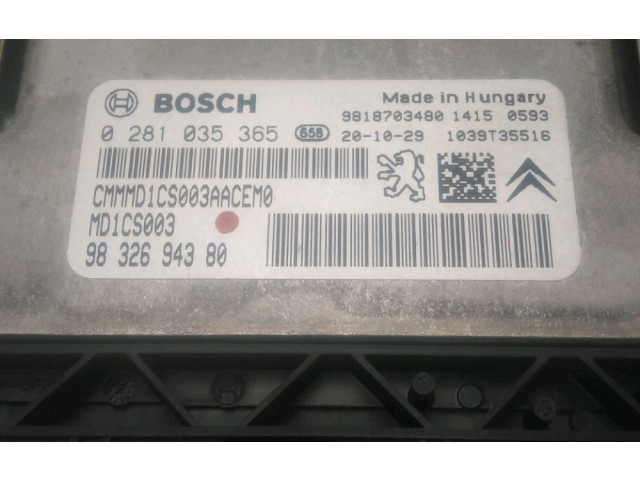 BOSCH
Made in Hungary
9818703480 1415 0593
0 281 035 365 65B 20-10-29 1039T35516
CMMMD1CS003AACEM0
MD1CS003
98 326 943 80